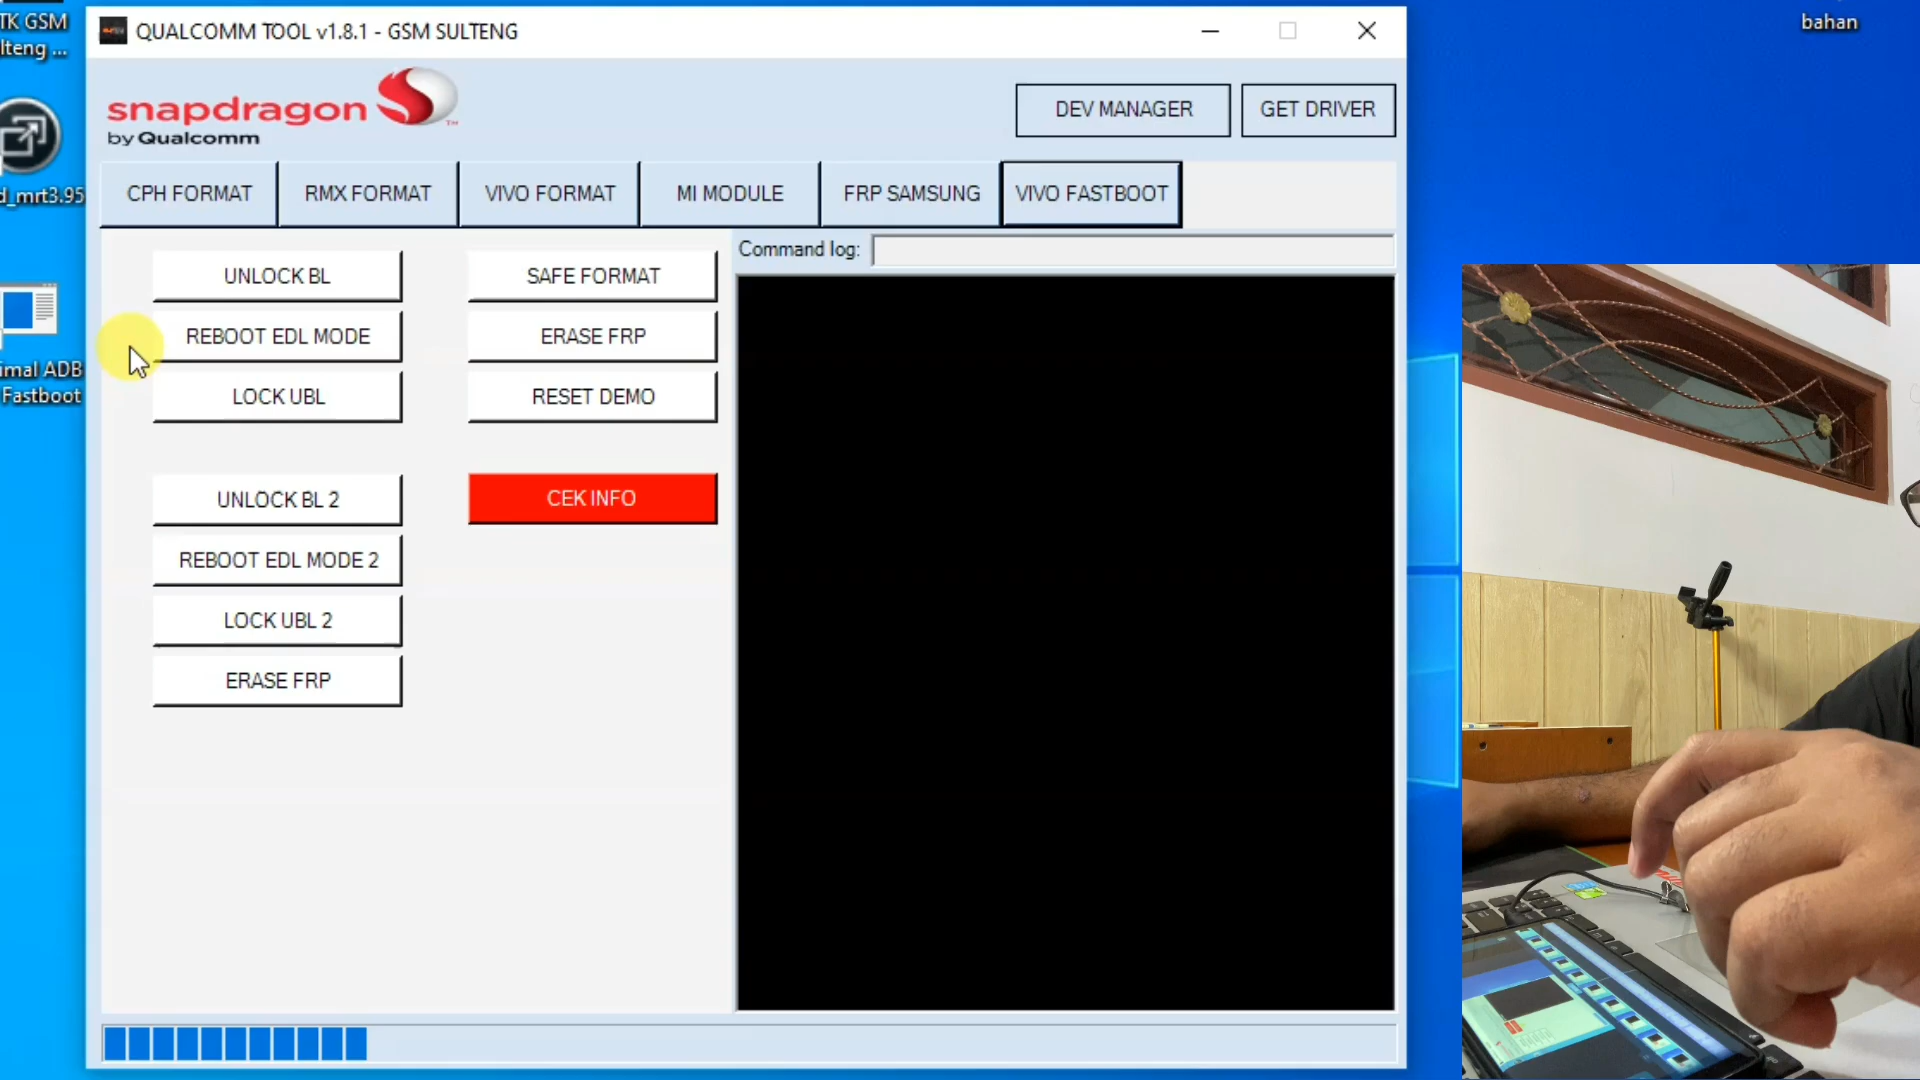 TK GSM
lteng ...
d_mrt3.95
imal ADB
Fastboot
bahan
QUALCOMM TOOL v1.8.1 - GSM SULTENG
snapdragon
by Qualcomm
DEV MANAGER
GET DRIVER
CPH FORMAT
RMX FORMAT
VIVO FORMAT
MI MODULE
FRP SAMSUNG
VIVO FASTBOOT
UNLOCK BL
REBOOT EDL MODE
LOCK UBL
UNLOCK BL 2
REBOOT EDL MODE 2
LOCK UBL 2
ERASE FRP
SAFE FORMAT
ERASE FRP
RESET DEMO
CEK INFO
Command log: